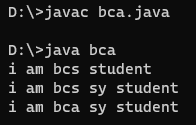 D:\>javac bca.java
D:\>java bca
i am bcs student
i am bcs sy student
i am bca sy student